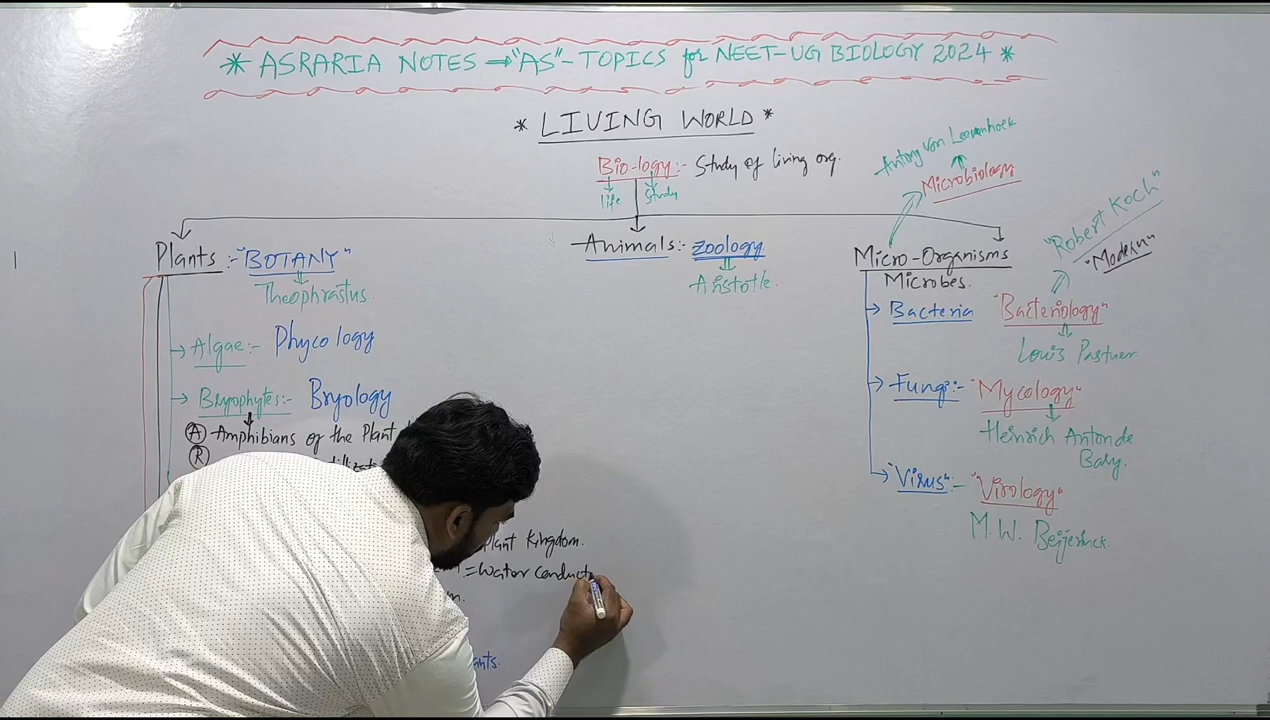 * ASRARIA NOTES → "AS"-TOPICS for NEET-UG BIOLOGY 2024 *
* LIVING WORLD *
Bio-logy:- Study of living org.
life Study
Plants:- "BOTANY"
Theophrastus.
Algae:- Phycology
Bryophytes:- Bryology
(A) Amphibians of the Plant
(R)
Plant Kingdom.
= Water conduct
Animals:- Zoology
Aristotle.
Antony von Leeuwenhoek
Microbiology
Micro-Organisms
Microbes.
"Robert Koch"
"Modern"
Bacteria "Bacteriology"
Louis Pastuer.
Fungi:- "Mycology"
Heinrich Anton de
Bary.
"Virus":- "Virology"
M.W. Beijerinck.